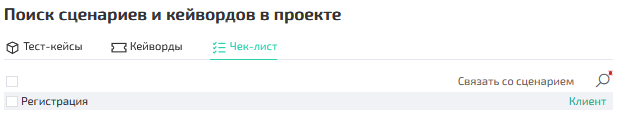 Поиск сценариев и кейвордов в проекте
Тест-кейсы Кейворды Чек-лист
Связать со сценарием
Регистрация Клиент